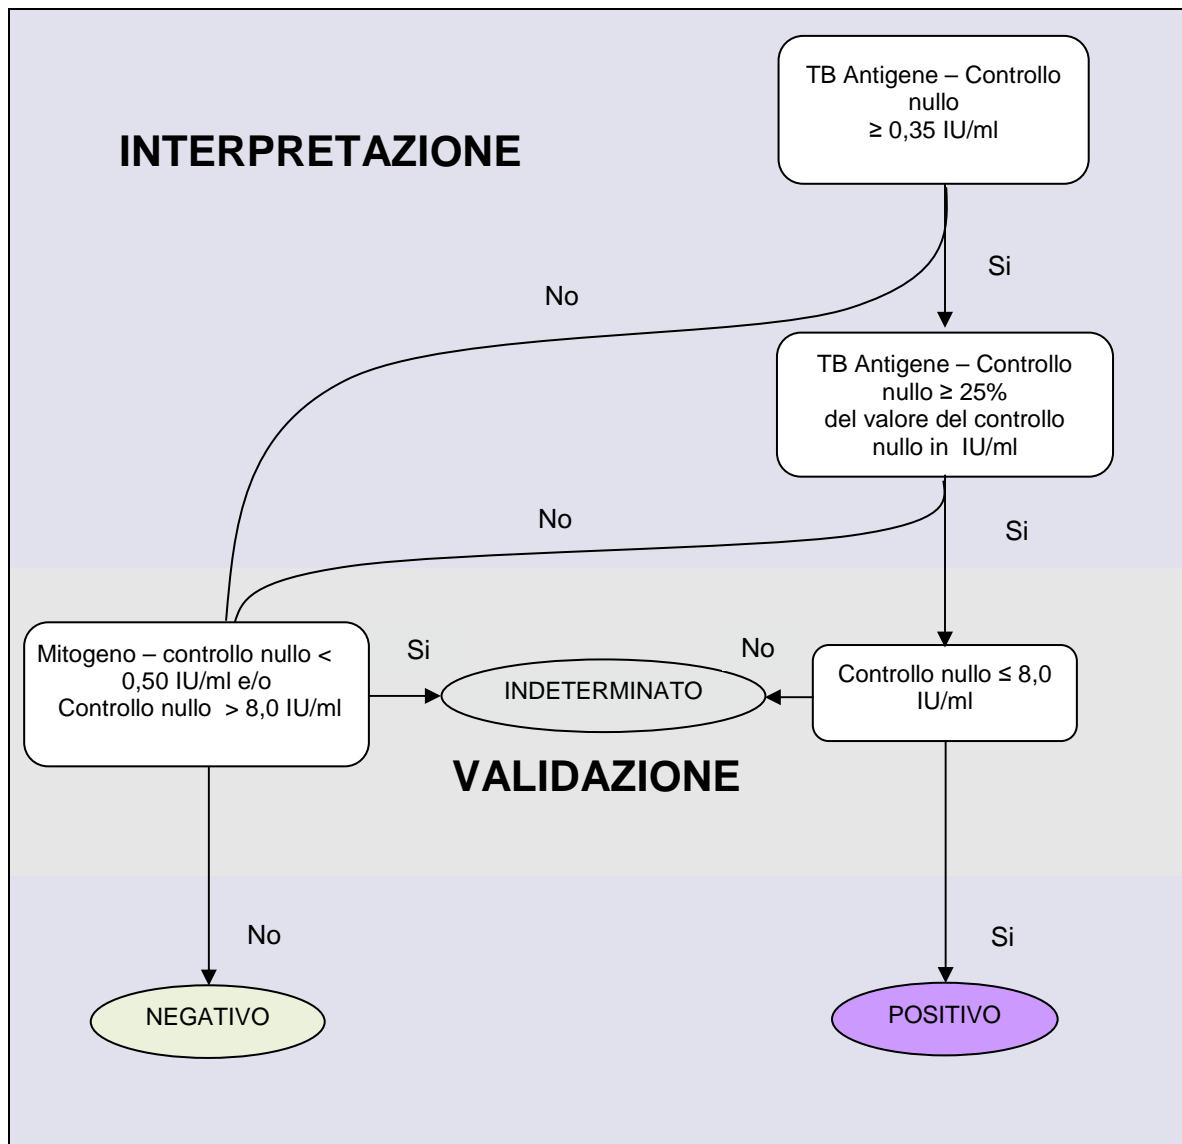 TB Antigene – Controllo
nullo
≥ 0,35 IU/ml
INTERPRETAZIONE
Si
No
TB Antigene – Controllo
nullo ≥ 25%
del valore del controllo
nullo in IU/ml
No
Si
Mitogeno – controllo nullo <
0,50 IU/ml e/o
Controllo nullo > 8,0 IU/ml
Si
INDETERMINATO
No
Controllo nullo ≤ 8,0
IU/ml
VALIDAZIONE
No
Si
NEGATIVO
POSITIVO